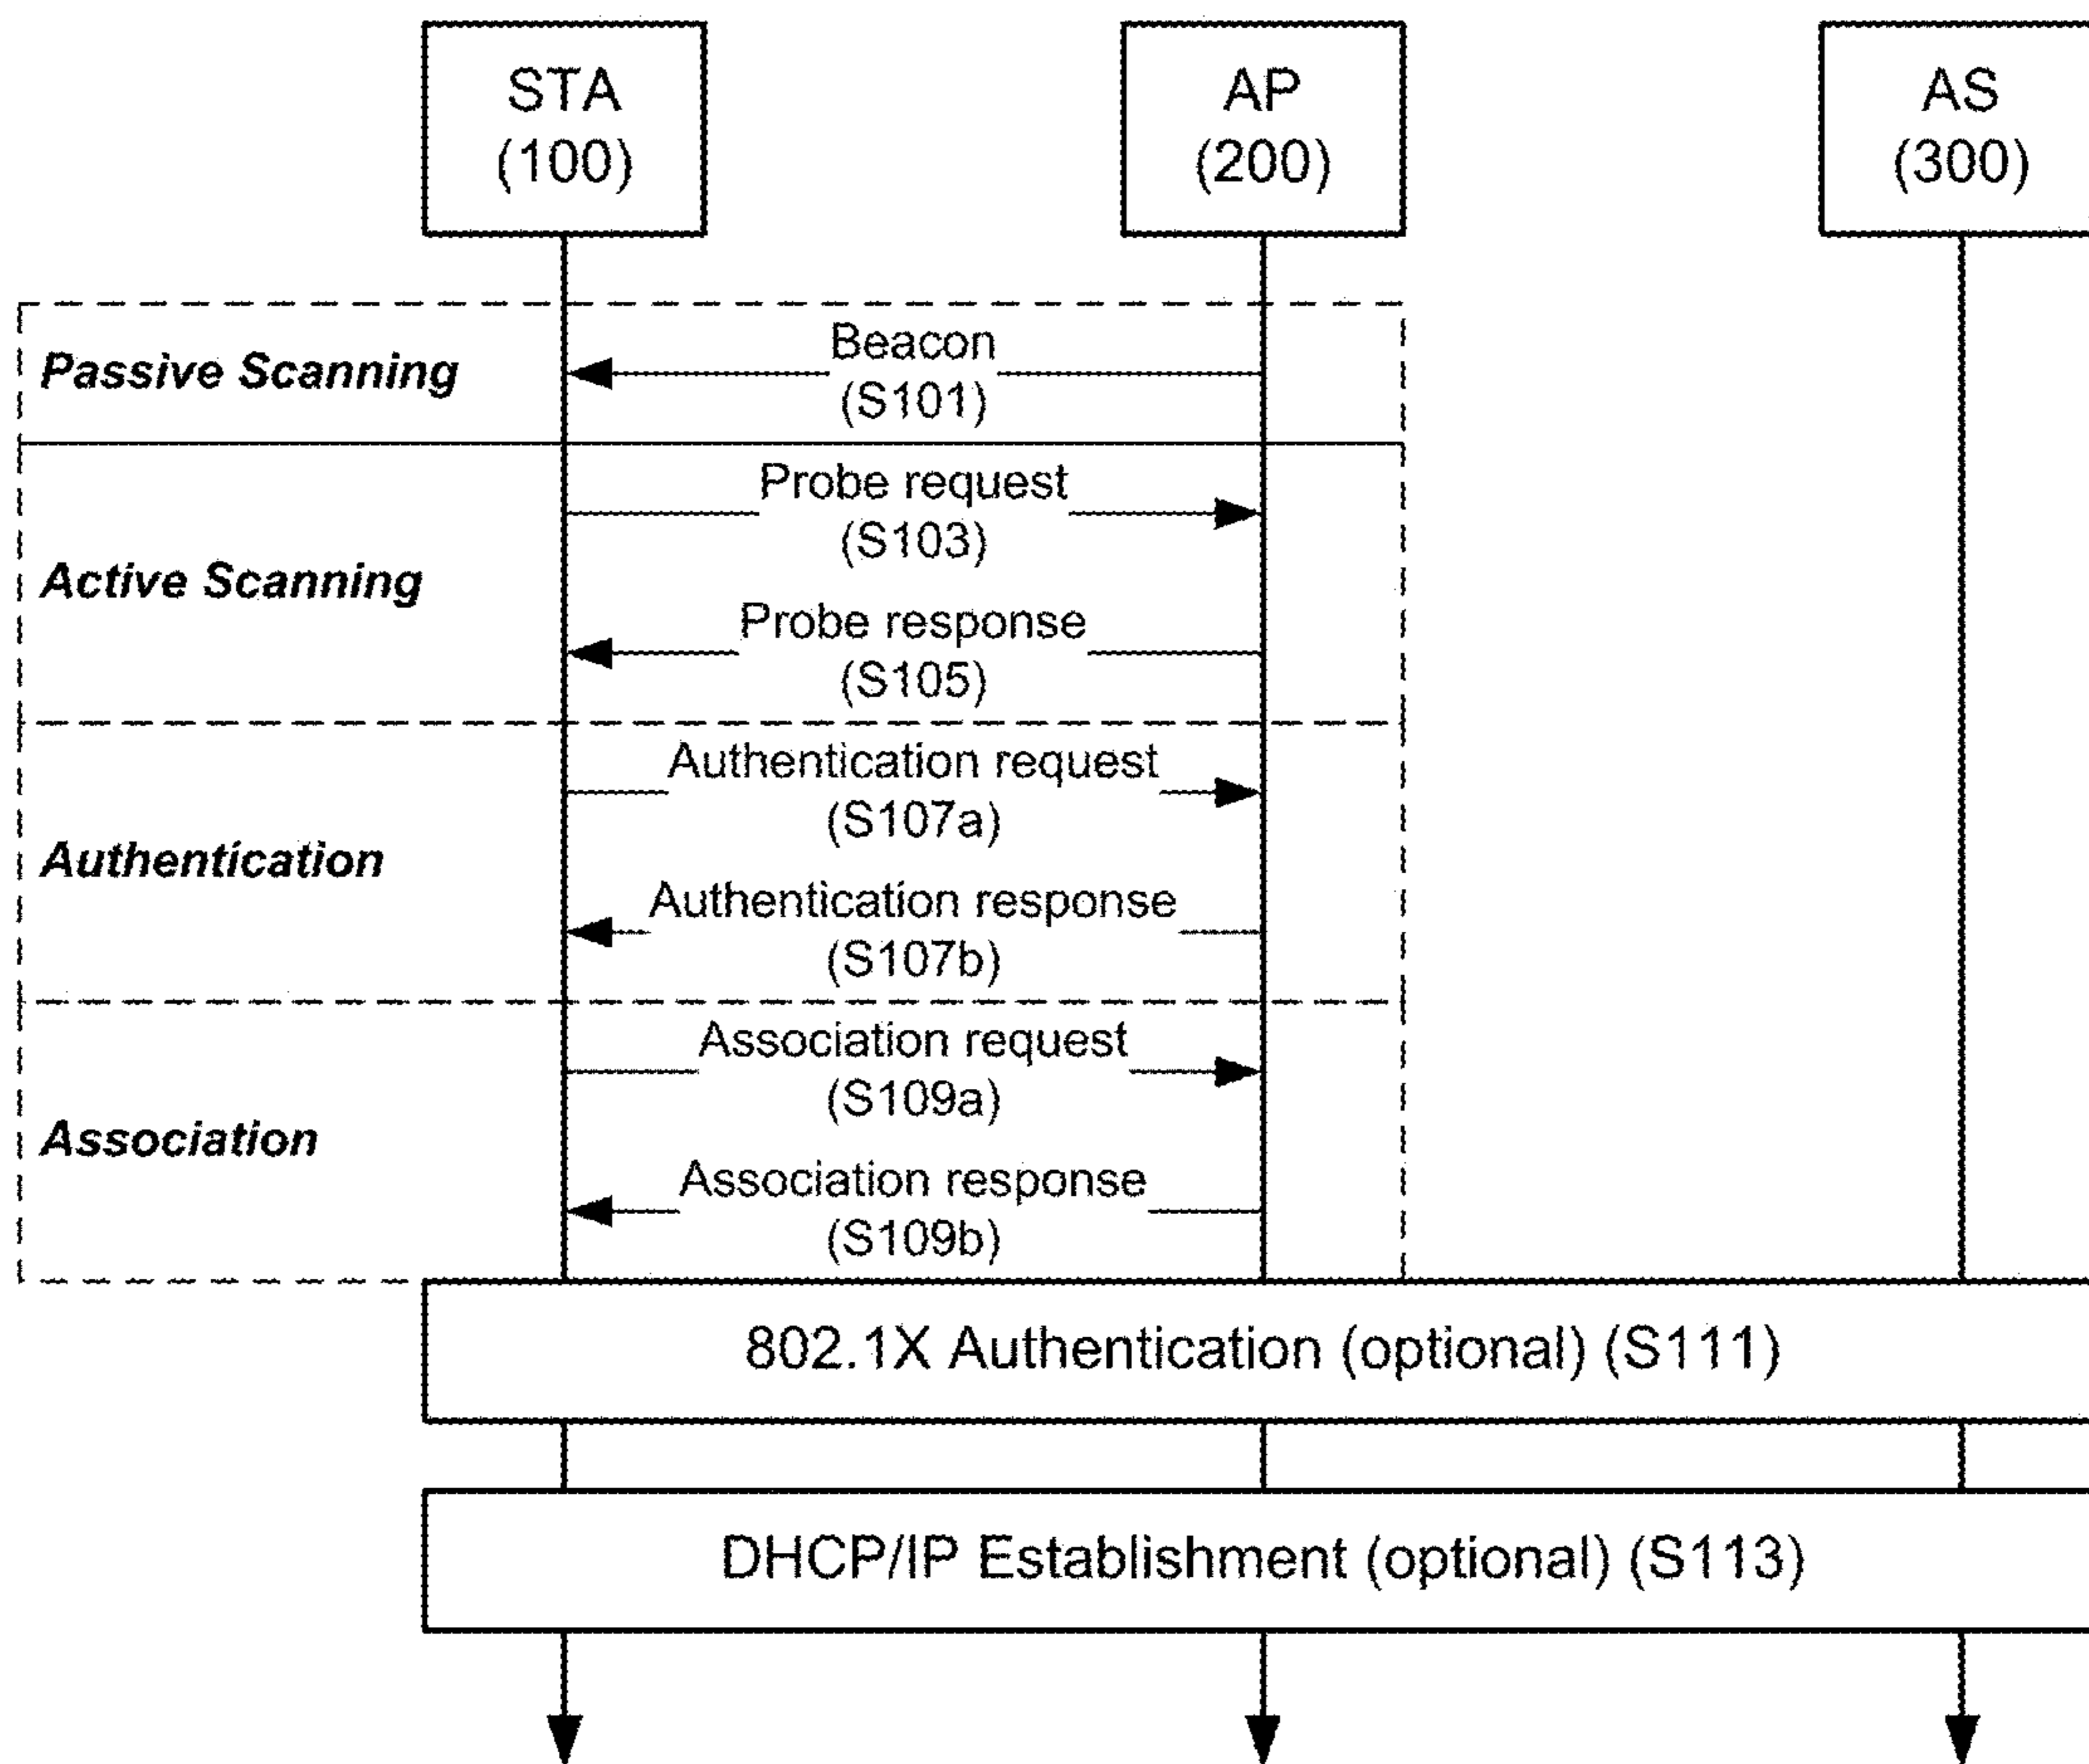 STA
(100)
AP
(200)
AS
(300)
Passive Scanning
Beacon
(S101)
Active Scanning
Probe request
(S103)
Probe response
(S105)
Authentication
Authentication request
(S107a)
Authentication response
(S107b)
Association
Association request
(S109a)
Association response
(S109b)
802.1X Authentication (optional) (S111)
DHCP/IP Establishment (optional) (S113)